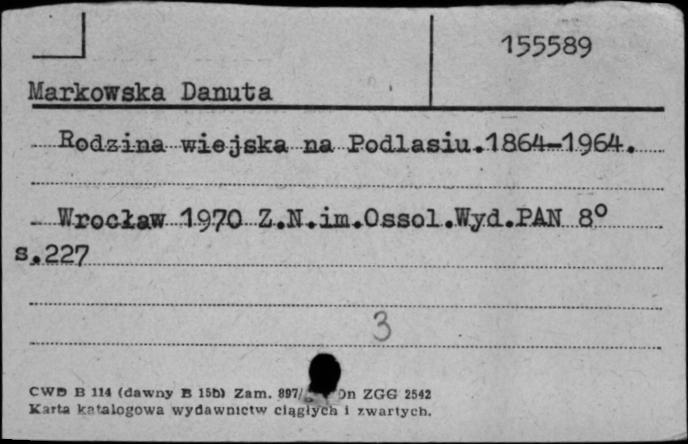 155589
Markowska Danuta
Rodzina wiejska na Podlasiu.1864-1964.
Wrocław 1970 Z.N.im.Ossol.Wyd.PAN 8°
s.227
3
CWD B 114 (dawny B 15b) Zam. 897/ On ZGG 2542
Karta katalogowa wydawnictw ciągłych i zwartych.